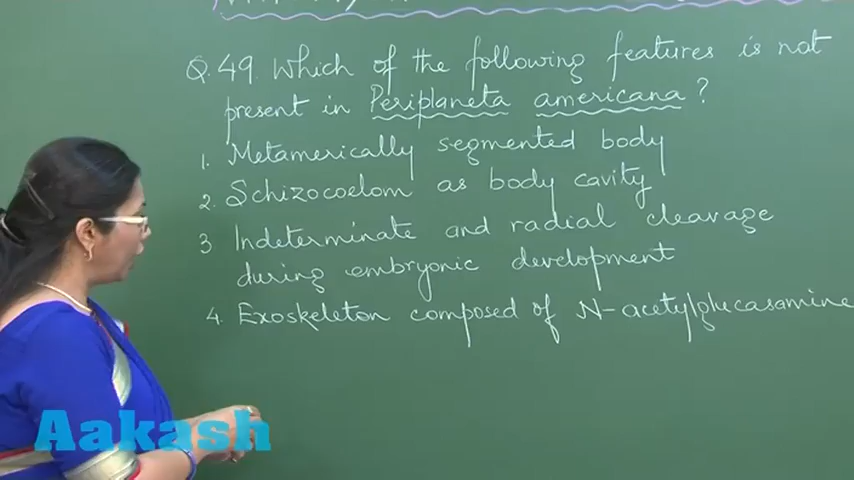 Q.49. Which of the following features is not
present in Periplaneta americana?
1. Metamerically segmented body
2. Schizocoelom as body cavity
3 Indeterminate and radial cleavage
during embryonic development
4. Exoskeleton composed of N-acetylglucasamine
Aakash